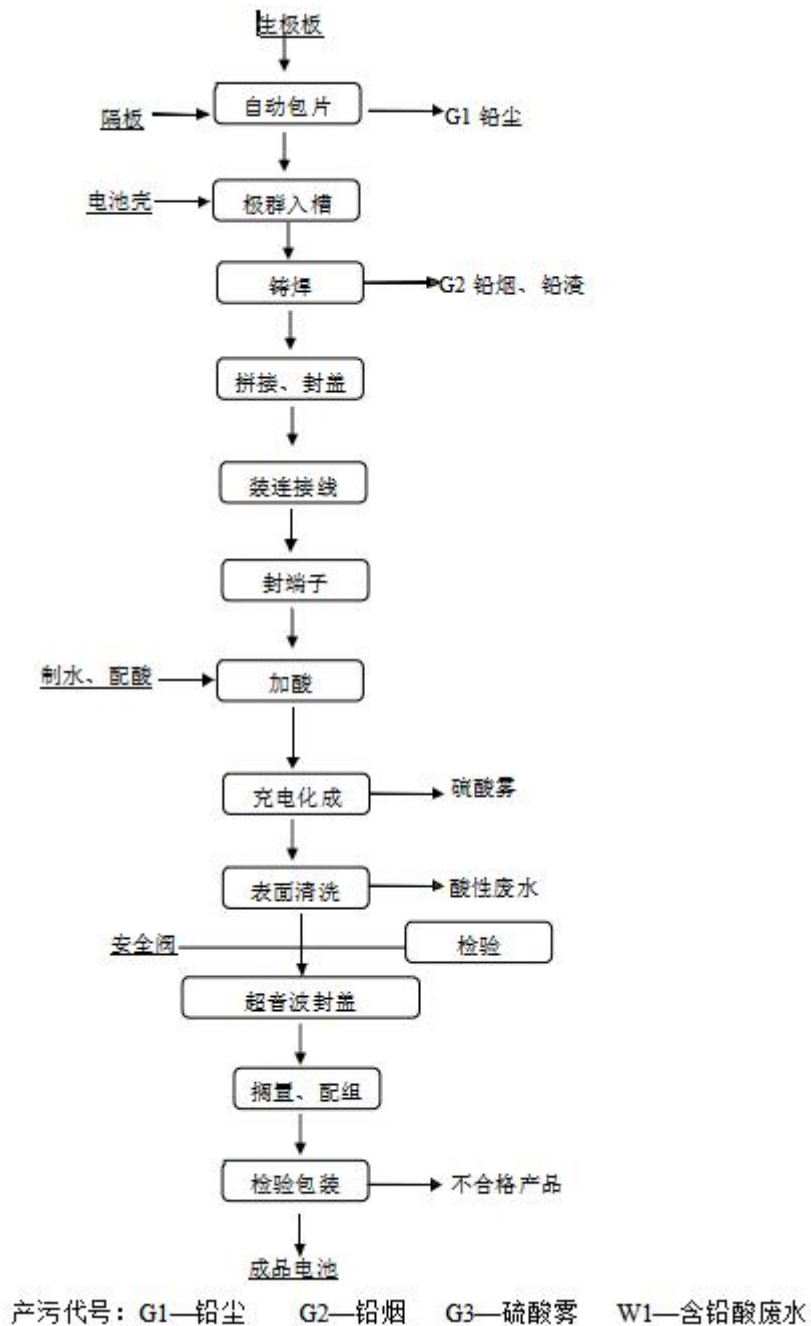 生极板
自动包片
隔板
G1 铅尘
极群入槽
电池壳
铸焊
G2 铅烟、铅渣
拼接、封盖
装连接线
封端子
制水、配酸
加酸
充电化成
硫酸雾
表面清洗
酸性废水
安全阀
检验
超音波封盖
搁置、配组
检验包装
不合格产品
成品电池
产污代号：G1—铅尘 G2—铅烟 G3—硫酸雾 W1—含铅酸废水